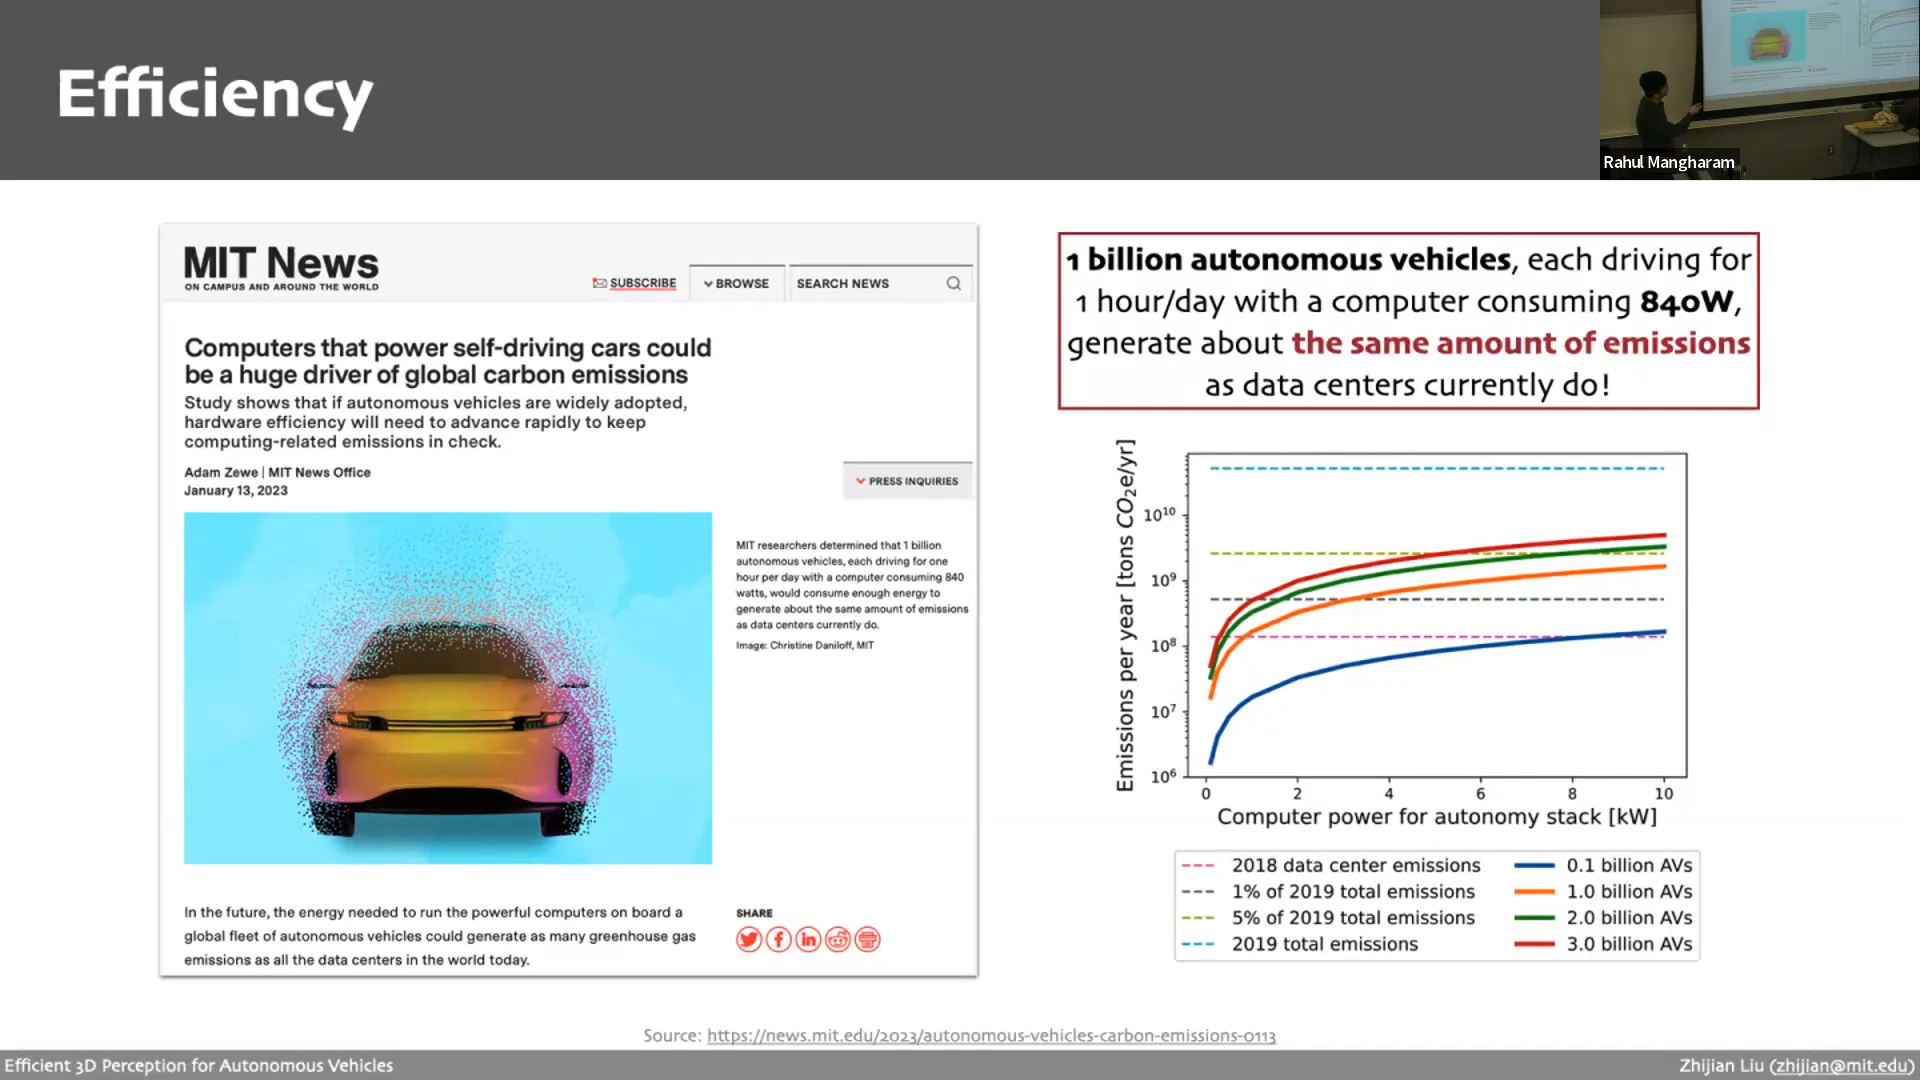 Efficiency
Rahul Mangharam
MIT News
ON CAMPUS AND AROUND THE WORLD
SUBSCRIBE
BROWSE
SEARCH NEWS
Computers that power self-driving cars could
be a huge driver of global carbon emissions
Study shows that if autonomous vehicles are widely adopted,
hardware efficiency will need to advance rapidly to keep
computing-related emissions in check.
Adam Zewe | MIT News Office
January 13, 2023
PRESS INQUIRIES
MIT researchers determined that 1 billion
autonomous vehicles, each driving for one
hour per day with a computer consuming 840
watts, would consume enough energy to
generate about the same amount of emissions
as data centers currently do.
Image: Christine Daniloff, MIT
In the future, the energy needed to run the powerful computers on board a
global fleet of autonomous vehicles could generate as many greenhouse gas
emissions as all the data centers in the world today.
SHARE
1 billion autonomous vehicles, each driving for
1 hour/day with a computer consuming 840W,
generate about the same amount of emissions
as data centers currently do!
Emissions per year [tons CO₂e/yr]
10¹⁰
10⁹
10⁸
10⁷
10⁶
0 2 4 6 8 10
Computer power for autonomy stack [kW]
2018 data center emissions
1% of 2019 total emissions
5% of 2019 total emissions
2019 total emissions
0.1 billion AVs
1.0 billion AVs
2.0 billion AVs
3.0 billion AVs
Source: https://news.mit.edu/2023/autonomous-vehicles-carbon-emissions-0113
Efficient 3D Perception for Autonomous Vehicles
Zhijian Liu (zhijian@mit.edu)